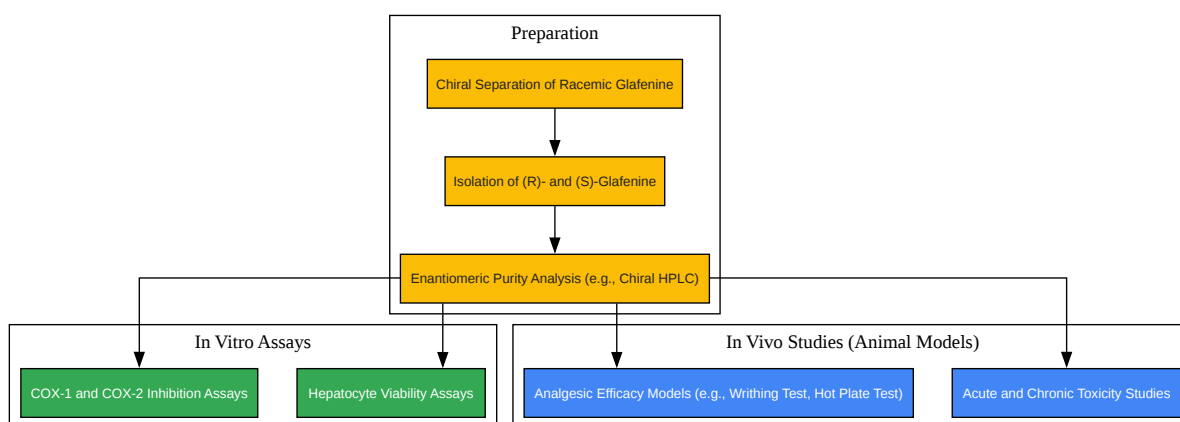 Preparation
Chiral Separation of Racemic Glafenine
Isolation of (R)- and (S)-Glafenine
Enantiomeric Purity Analysis (e.g., Chiral HPLC)
In Vitro Assays
COX-1 and COX-2 Inhibition Assays
Hepatocyte Viability Assays
In Vivo Studies (Animal Models)
Analgesic Efficacy Models (e.g., Writhing Test, Hot Plate Test)
Acute and Chronic Toxicity Studies